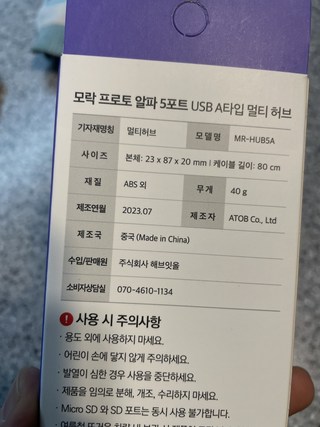 모락 프로토 알파 5포트 USB A타입 멀티 허브
기자재명칭 멀티허브 모델명 MR-HUB5A
사이즈 본체: 23 x 87 x 20 mm | 케이블 길이: 80 cm
재질 ABS 외 무게 40 g
제조연월 2023.07 제조자 ATOB Co., Ltd
제조국 중국 (Made in China)
수입/판매원 주식회사 해브잇올
소비자상담실 070-4610-1134
! 사용 시 주의사항
· 용도 외에 사용하지 마세요.
· 어린이 손에 닿지 않게 주의하세요.
· 발열이 심한 경우 사용을 중단하세요.
· 제품을 임의로 분해, 개조, 수리하지 마세요.
· Micro SD 와 SD 포트는 동시 사용 불가합니다.